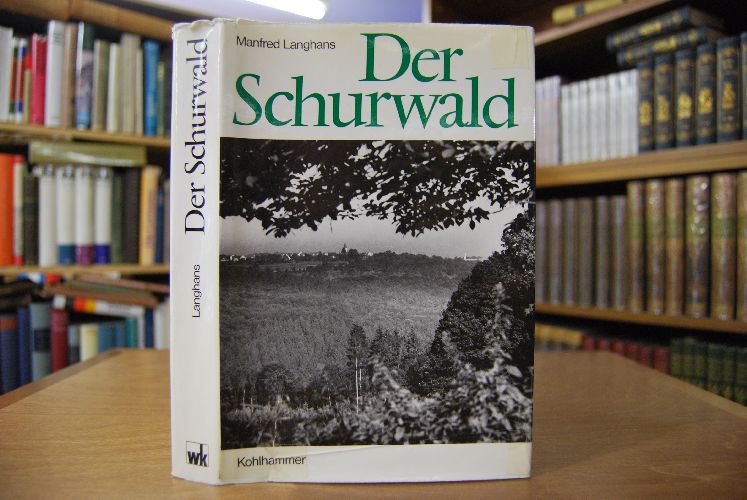 Manfred Langhans
Der
Schurwald
Kohlhammer
Der Schurwald
Langhans
wk